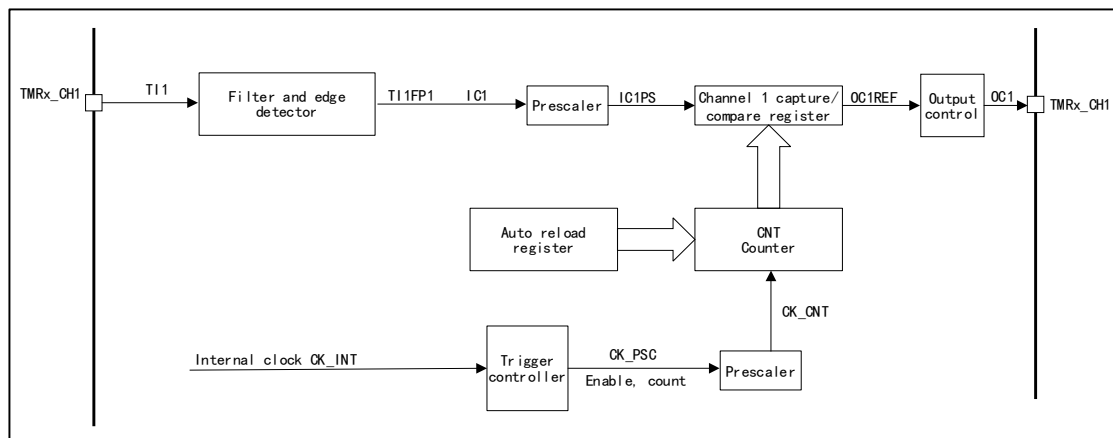 TMRx_CH1
TI1
Filter and edge
detector
TI1FP1
IC1
Prescaler
IC1PS
Channel 1 capture/
compare register
OC1REF
Output
control
OC1
TMRx_CH1
Auto reload
register
CNT
Counter
CK_CNT
Internal clock CK_INT
Trigger
controller
CK_PSC
Enable, count
Prescaler